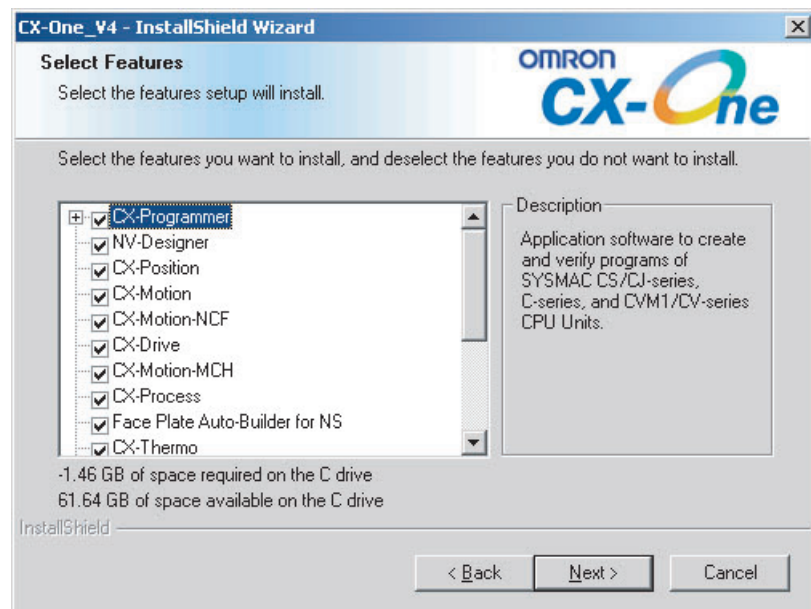 CX-One_V4 - InstallShield Wizard
Select Features
Select the features setup will install.
OMRON
CX-One
Select the features you want to install, and deselect the features you do not want to install.
CX-Programmer
NV-Designer
CX-Position
CX-Motion
CX-Motion-NCF
CX-Drive
CX-Motion-MCH
CX-Process
Face Plate Auto-Builder for NS
CX-Thermo
Description
Application software to create
and verify programs of
SYSMAC CS/CJ-series,
C-series, and CVM1/CV-series
CPU Units.
-1.46 GB of space required on the C drive
61.64 GB of space available on the C drive
InstallShield
< Back
Next >
Cancel